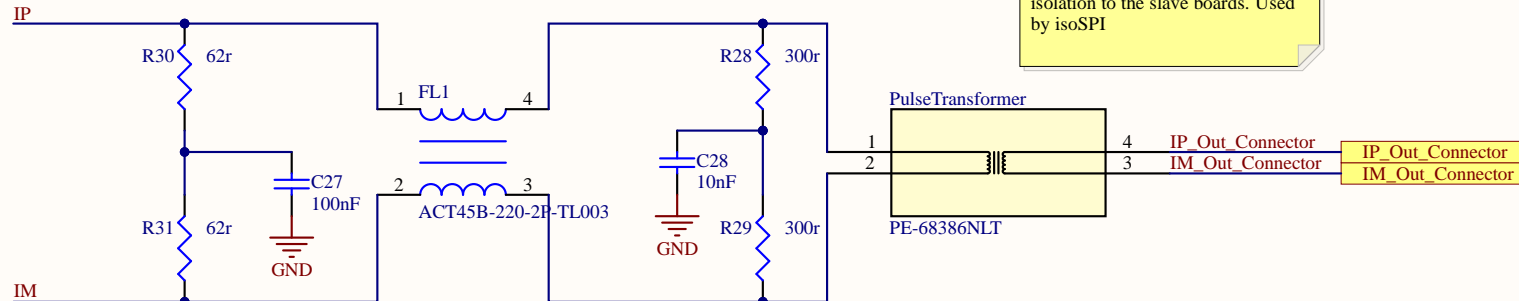 isolation to the slave boards. Used
by isoSPI
IP
R30 62r
R28 300r
1 FL1 4
PulseTransformer
1 4 IP_Out_Connector IP_Out_Connector
2 3 IM_Out_Connector IM_Out_Connector
C28
10nF
C27
100nF
2 3
ACT45B-220-2P-TL003
R31 62r
R29 300r
PE-68386NLT
GND
GND
IM